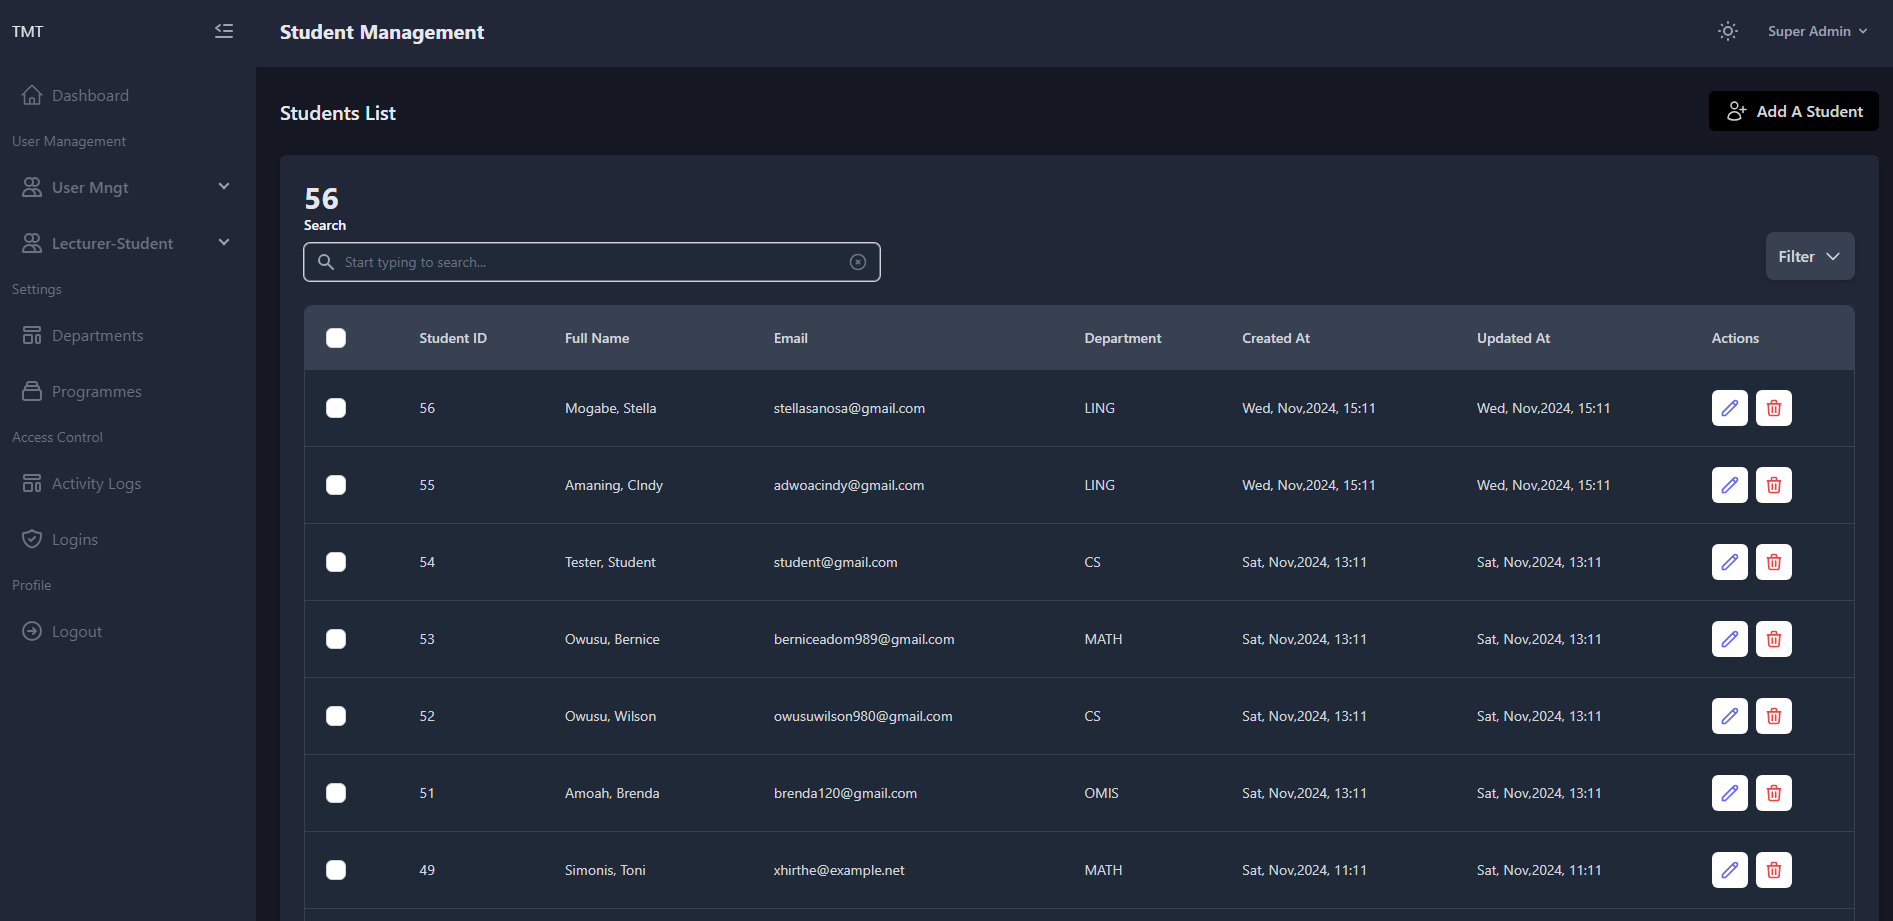 TMT
Student Management
Super Admin
Dashboard
User Management
User Mngt
Lecturer-Student
Settings
Departments
Programmes
Access Control
Activity Logs
Logins
Profile
Logout
Students List
Add A Student
56
Search
Start typing to search...
Filter
Student ID Full Name Email Department Created At Updated At Actions
56 Mogabe, Stella stellasanosa@gmail.com LING Wed, Nov,2024, 15:11 Wed, Nov,2024, 15:11
55 Amaning, CIndy adwoacindy@gmail.com LING Wed, Nov,2024, 15:11 Wed, Nov,2024, 15:11
54 Tester, Student student@gmail.com CS Sat, Nov,2024, 13:11 Sat, Nov,2024, 13:11
53 Owusu, Bernice berniceadom989@gmail.com MATH Sat, Nov,2024, 13:11 Sat, Nov,2024, 13:11
52 Owusu, Wilson owusuwilson980@gmail.com CS Sat, Nov,2024, 13:11 Sat, Nov,2024, 13:11
51 Amoah, Brenda brenda120@gmail.com OMIS Sat, Nov,2024, 13:11 Sat, Nov,2024, 13:11
49 Simonis, Toni xhirthe@example.net MATH Sat, Nov,2024, 11:11 Sat, Nov,2024, 11:11